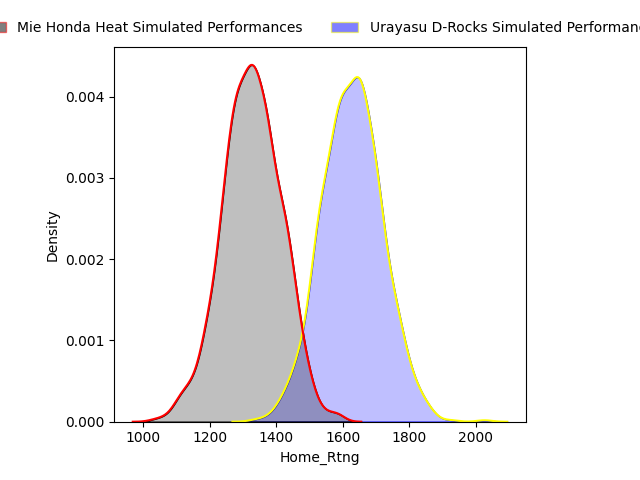 Mie Honda Heat Simulated Performances
Urayasu D-Rocks Simulated
0.004
0.003
0.002
0.001
0.000
Density
1000 1200 1400 1600 1800 2000
Home_Rtng